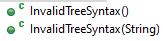 C InvalidTreeSyntax()
C InvalidTreeSyntax(String)